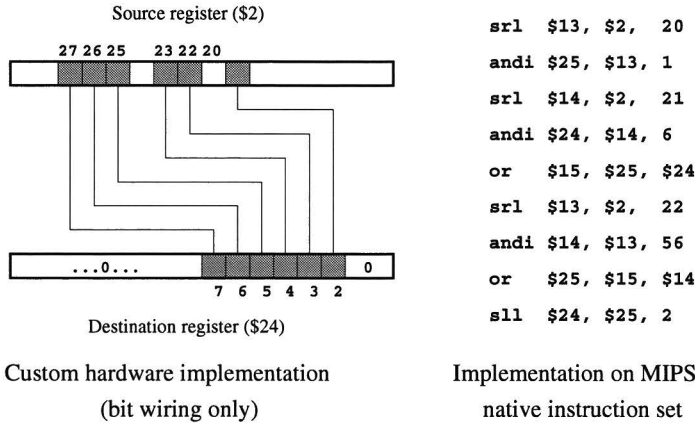 Source register ($2)
27 26 25 23 22 20
...0... 0
7 6 5 4 3 2
Destination register ($24)
Custom hardware implementation
(bit wiring only)
srl $13, $2, 20
andi $25, $13, 1
srl $14, $2, 21
andi $24, $14, 6
or $15, $25, $24
srl $13, $2, 22
andi $14, $13, 56
or $25, $15, $14
sll $24, $25, 2
Implementation on MIPS
native instruction set